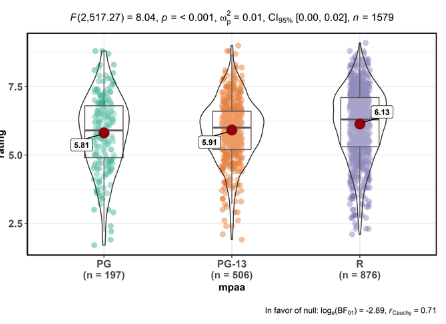 F(2,517.27) = 8.04, p = < 0.001, ω²ₚ = 0.01, CI₉₅% [0.00, 0.02], n = 1579
7.5
5.0
2.5
rating
5.81
5.91
6.13
PG
(n = 197)
PG-13
(n = 506)
R
(n = 876)
mpaa
In favor of null: logₑ(BF₀₁) = -2.89, r Cauchy = 0.71